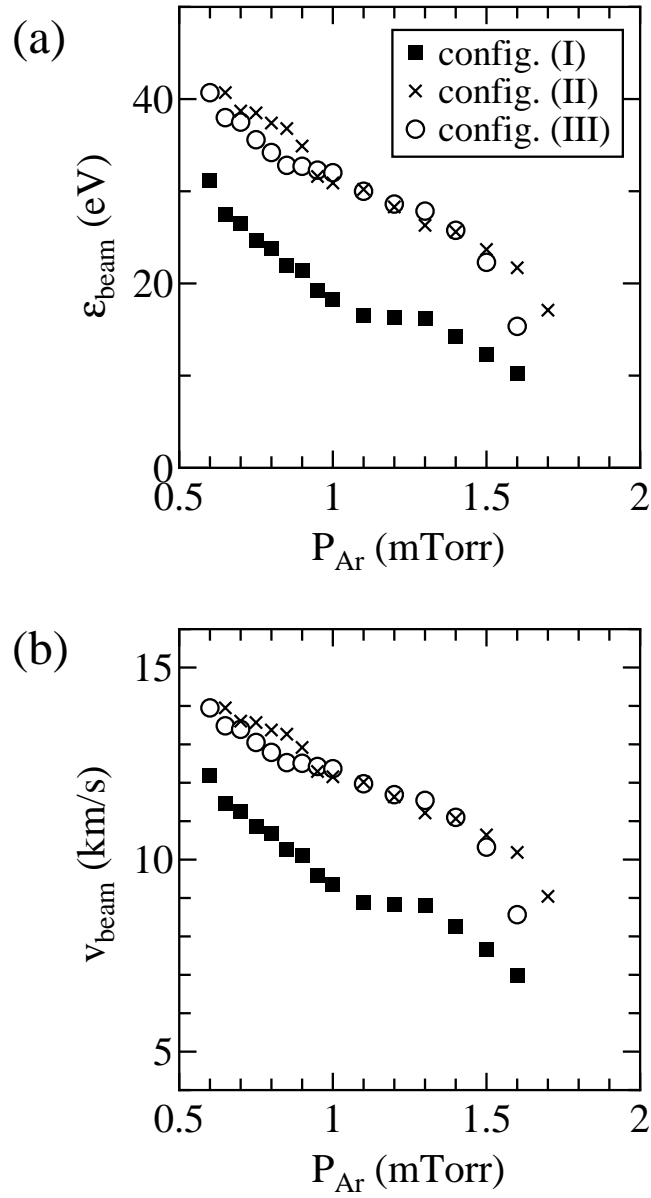 (a)
config. (I)
config. (II)
config. (III)
40
20
0
ε_beam (eV)
0.5 1 1.5 2
P_Ar (mTorr)
(b)
15
10
5
v_beam (km/s)
0.5 1 1.5 2
P_Ar (mTorr)